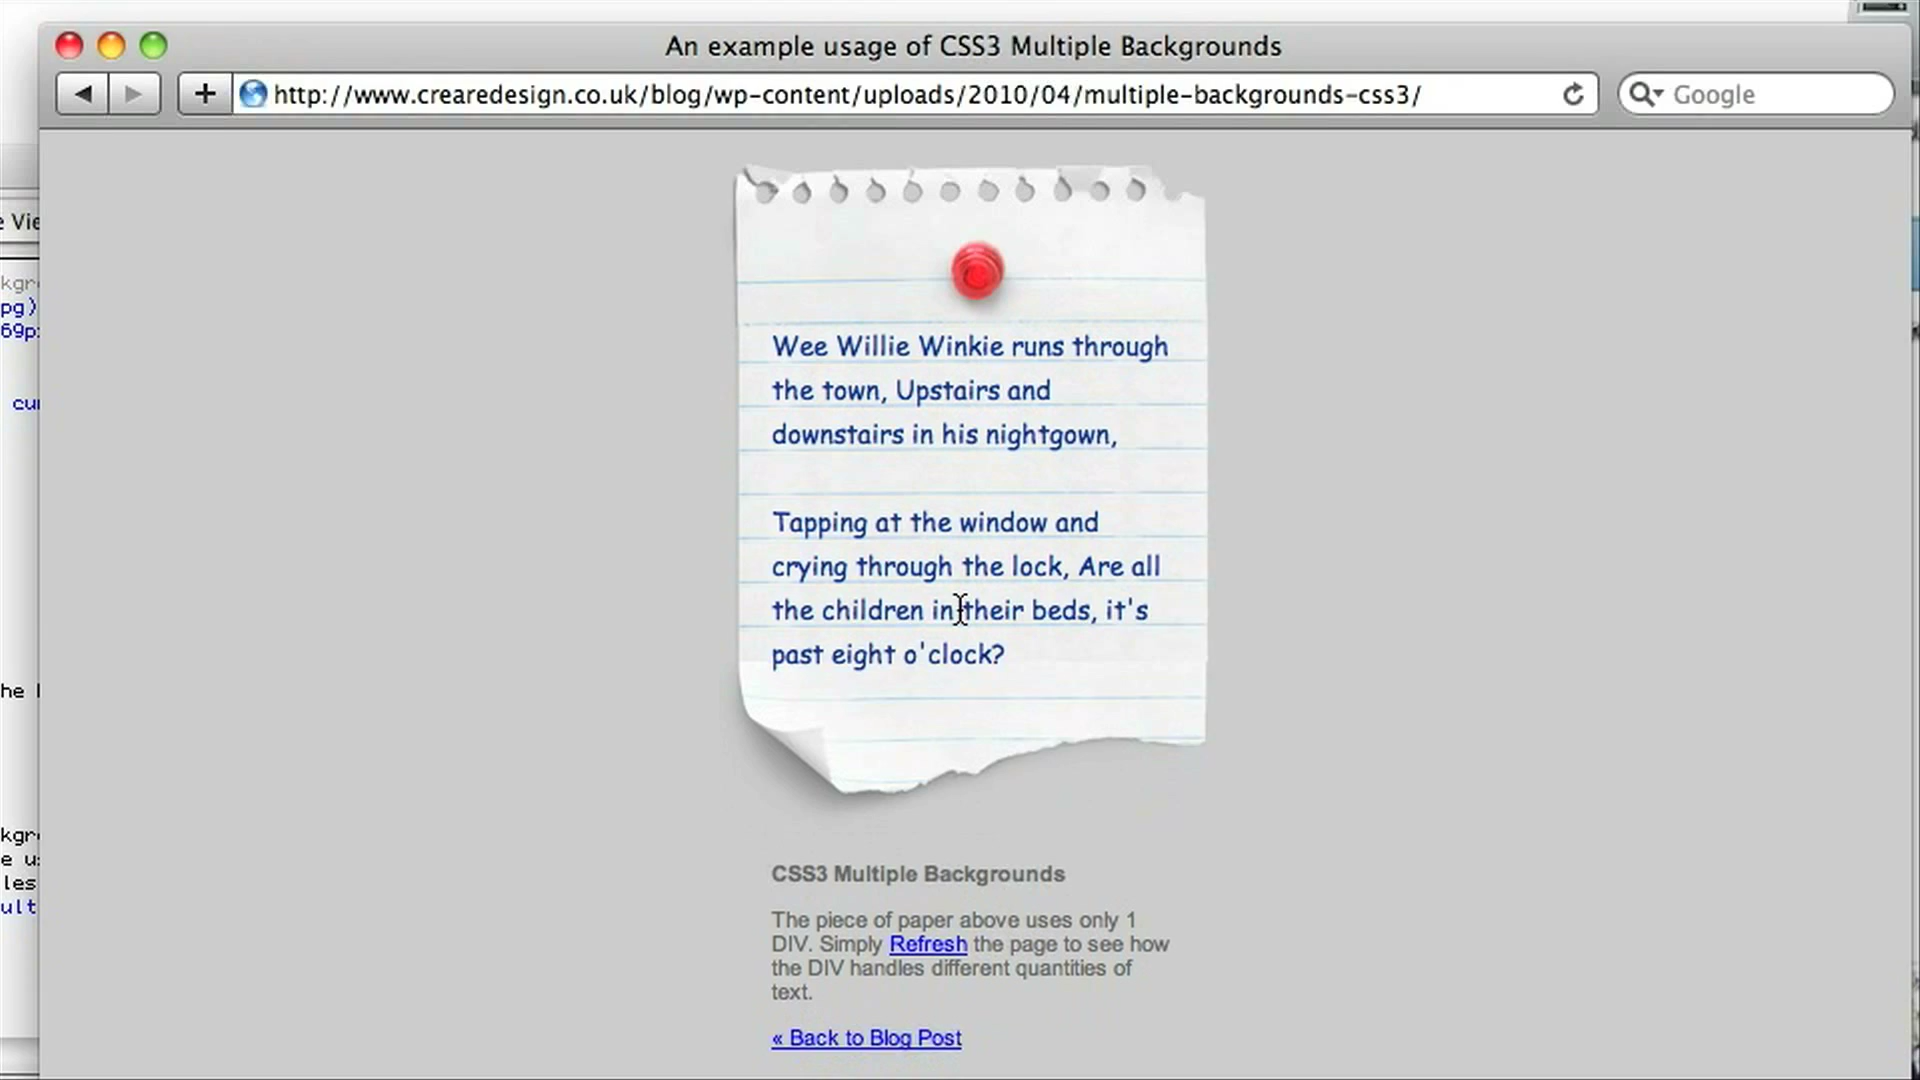 An example usage of CSS3 Multiple Backgrounds
http://www.crearedesign.co.uk/blog/wp-content/uploads/2010/04/multiple-backgrounds-css3/
Google
Wee Willie Winkie runs through
the town, Upstairs and
downstairs in his nightgown,
Tapping at the window and
crying through the lock, Are all
the children in their beds, it's
past eight o'clock?
CSS3 Multiple Backgrounds
The piece of paper above uses only 1
DIV. Simply Refresh the page to see how
the DIV handles different quantities of
text.
« Back to Blog Post